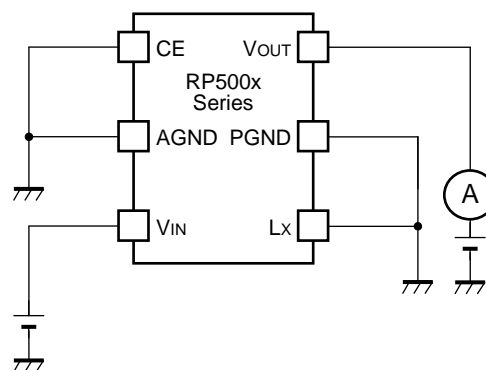 CE VOUT
RP500x
Series
AGND PGND
A
VIN LX